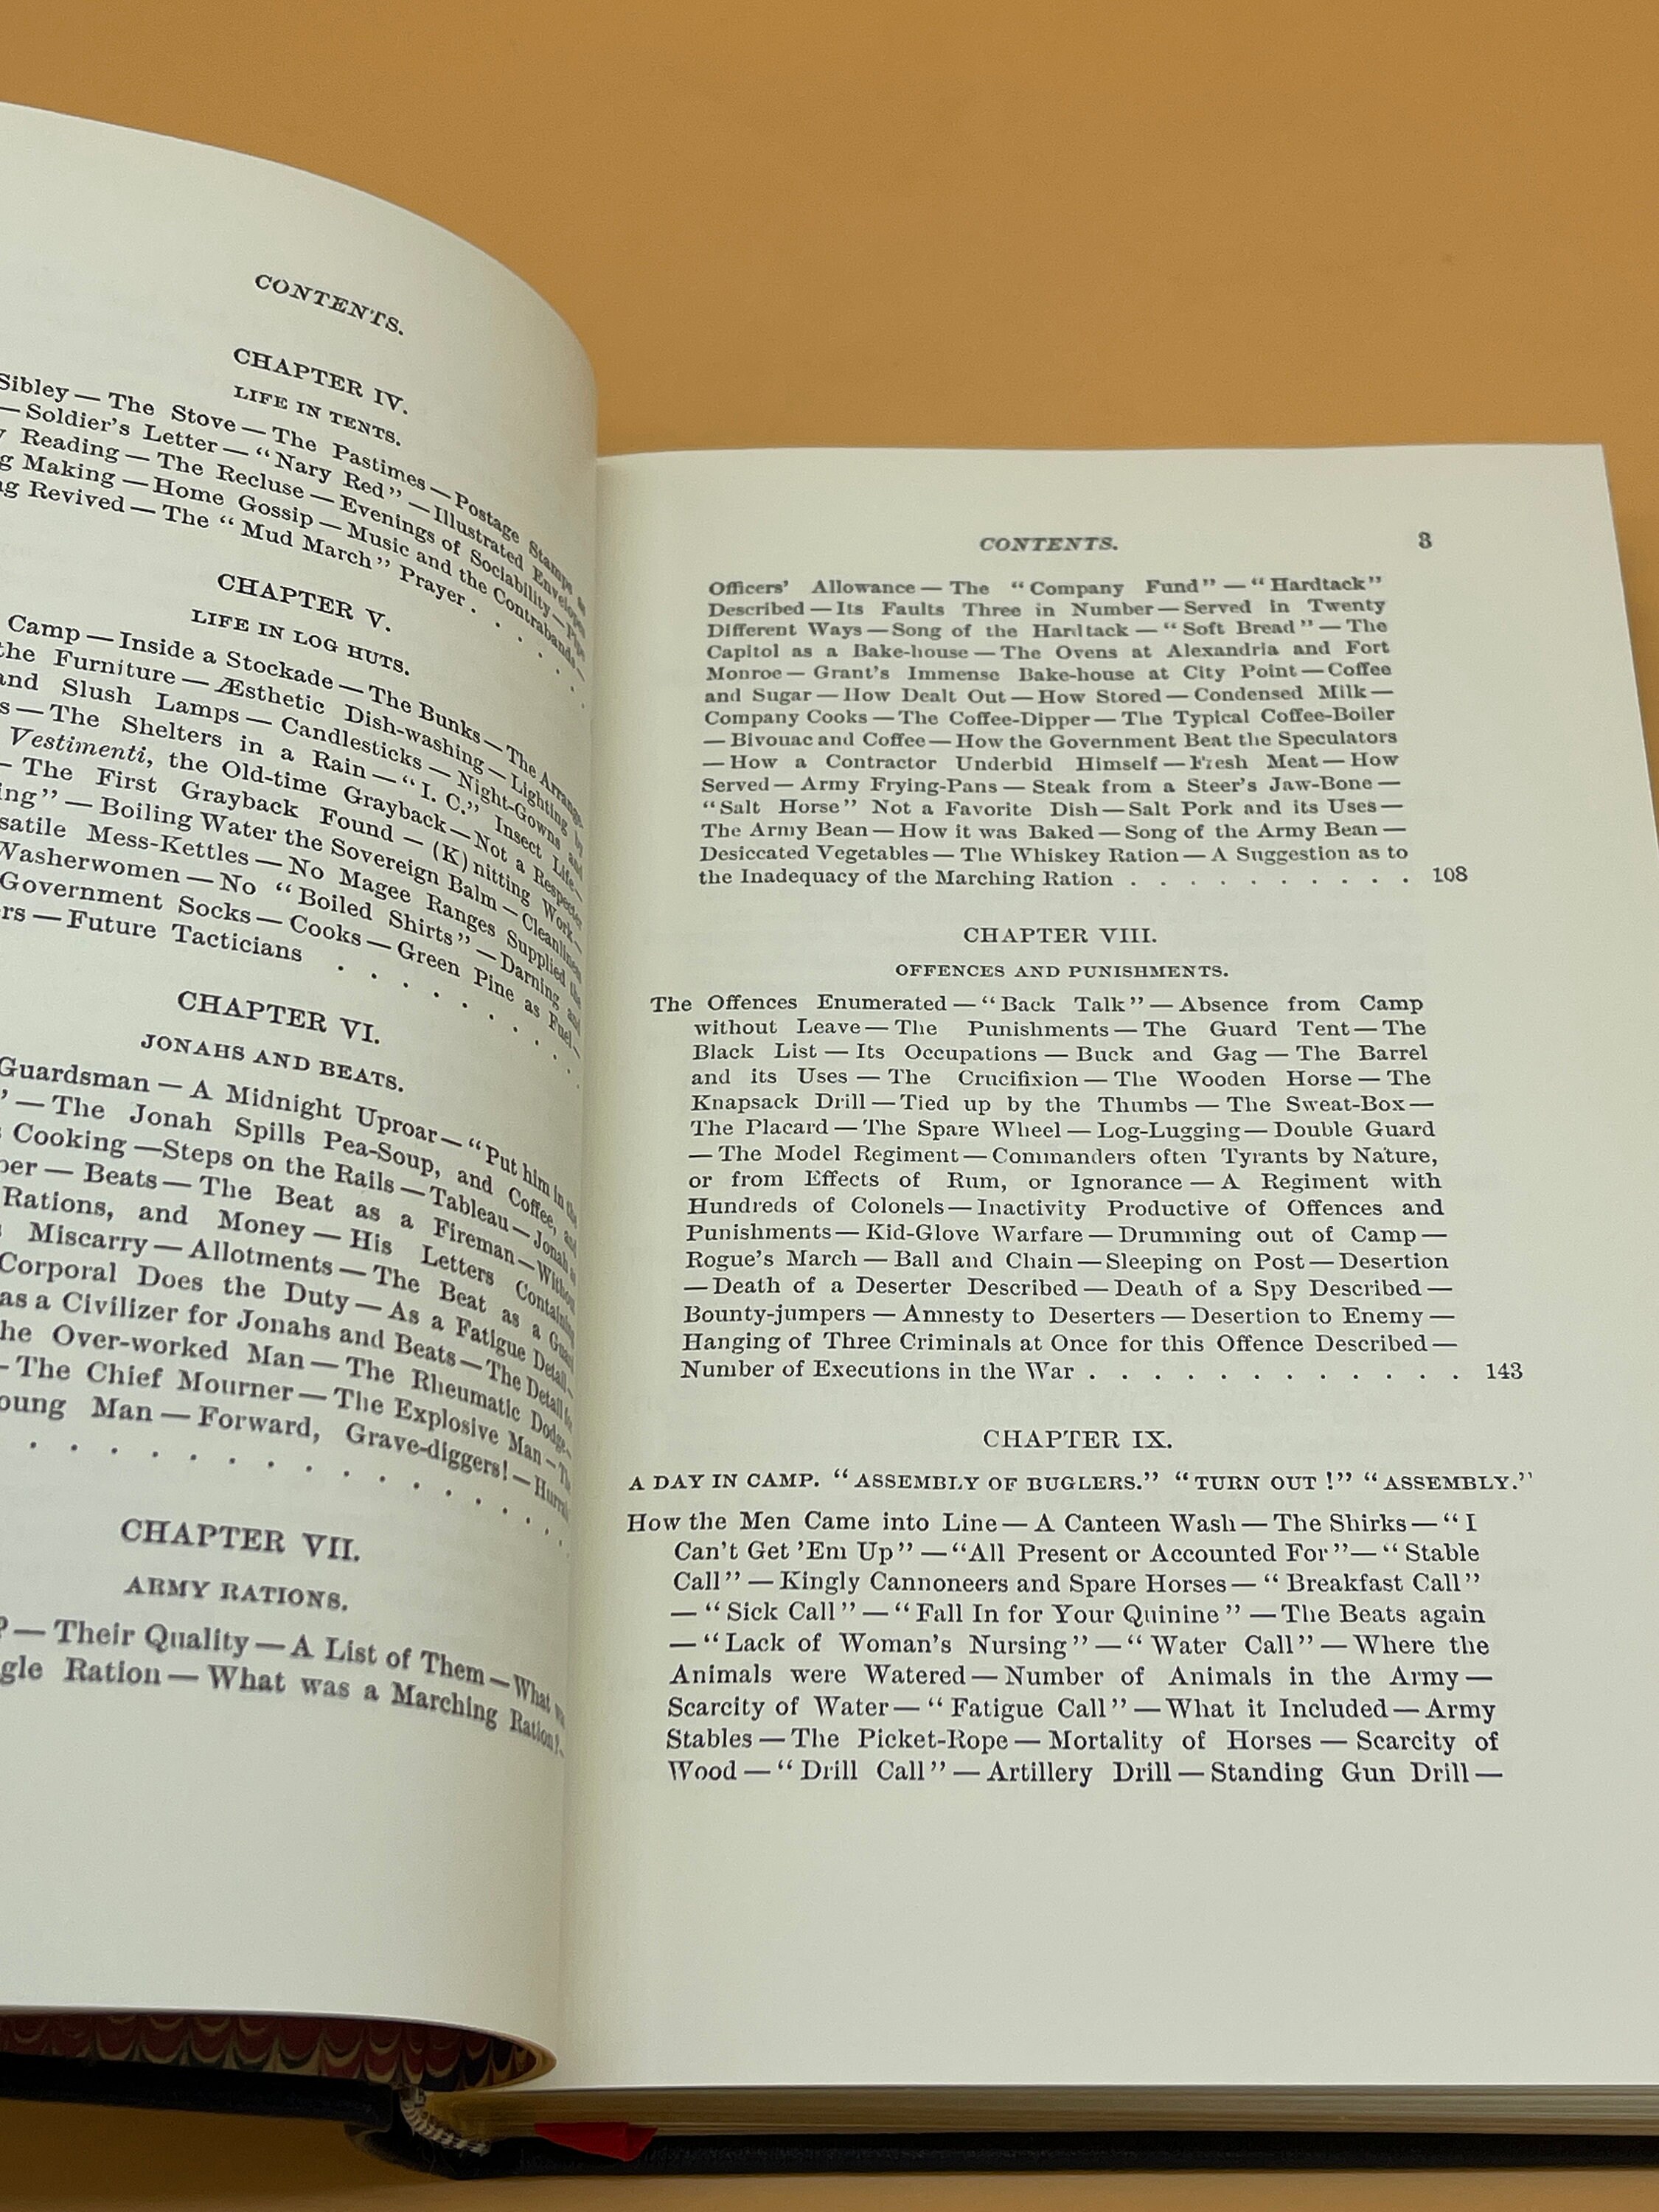 CONTENTS.
CHAPTER IV.
LIFE IN TENTS.
Sibley — The Stove — The Pastimes — Postage Stamps
— Soldier's Letter — “Nary Red” — Illustrated Envelopes
Reading — The Recluse — Evenings of Sociability — Pipe
Making — Home Gossip — Music and the Contrabands —
Revived — The “Mud March” Prayer . . . . .
CHAPTER V.
LIFE IN LOG HUTS.
Camp — Inside a Stockade — The Bunks — The Arrange-
the Furniture — Æsthetic Dish-washing — Lighting
and Slush Lamps — Candlesticks — Night-Gowns and
— The Shelters in a Rain — “I. C.” Insect Life —
Vestimenti, the Old-time Grayback — Not a Respecter
— The First Grayback Found — (K)nitting Work —
— Boiling Water the Sovereign Balm — Cleanliness
Mess-Kettles — No Magee Ranges Supplied the
Washerwomen — No “Boiled Shirts” — Darning and
Government Socks — Cooks — Green Pine as Fuel —
— Future Tacticians . . . . . . . .
CHAPTER VI.
JONAHS AND BEATS.
Guardsman — A Midnight Uproar — “Put him in the
— The Jonah Spills Pea-Soup, and Coffee, and
Cooking — Steps on the Rails — Tableau — Jonah as
— Beats — The Beat as a Fireman — Without
Rations, and Money — His Letters Containing
Miscarry — Allotments — The Beat as a Guard
Corporal Does the Duty — As a Fatigue Detail —
as a Civilizer for Jonahs and Beats — The Detail for
the Over-worked Man — The Rheumatic Dodge —
— The Chief Mourner — The Explosive Man — The
Man — Forward, Grave-diggers! — Hurrah
. . . . . . . . . . . . . .
CHAPTER VII.
ARMY RATIONS.
— Their Quality — A List of Them — What was
Ration — What was a Marching Ration? —
CONTENTS. 3
Officers' Allowance — The “Company Fund” — “Hardtack”
Described — Its Faults Three in Number — Served in Twenty
Different Ways — Song of the Hardtack — “Soft Bread” — The
Capitol as a Bake-house — The Ovens at Alexandria and Fort
Monroe — Grant's Immense Bake-house at City Point — Coffee
and Sugar — How Dealt Out — How Stored — Condensed Milk —
Company Cooks — The Coffee-Dipper — The Typical Coffee-Boiler
— Bivouac and Coffee — How the Government Beat the Speculators
— How a Contractor Underbid Himself — Fresh Meat — How
Served — Army Frying-Pans — Steak from a Steer's Jaw-Bone —
“Salt Horse” Not a Favorite Dish — Salt Pork and its Uses —
The Army Bean — How it was Baked — Song of the Army Bean —
Desiccated Vegetables — The Whiskey Ration — A Suggestion as to
the Inadequacy of the Marching Ration . . . . . . . . . . 108
CHAPTER VIII.
OFFENCES AND PUNISHMENTS.
The Offences Enumerated — “Back Talk” — Absence from Camp
without Leave — The Punishments — The Guard Tent — The
Black List — Its Occupations — Buck and Gag — The Barrel
and its Uses — The Crucifixion — The Wooden Horse — The
Knapsack Drill — Tied up by the Thumbs — The Sweat-Box —
The Placard — The Spare Wheel — Log-Lugging — Double Guard
— The Model Regiment — Commanders often Tyrants by Nature,
or from Effects of Rum, or Ignorance — A Regiment with
Hundreds of Colonels — Inactivity Productive of Offences and
Punishments — Kid-Glove Warfare — Drumming out of Camp —
Rogue's March — Ball and Chain — Sleeping on Post — Desertion
— Death of a Deserter Described — Death of a Spy Described —
Bounty-jumpers — Amnesty to Deserters — Desertion to Enemy —
Hanging of Three Criminals at Once for this Offence Described —
Number of Executions in the War . . . . . . . . . . . . 143
CHAPTER IX.
A DAY IN CAMP. “ASSEMBLY OF BUGLERS.” “TURN OUT!” “ASSEMBLY.”
How the Men Came into Line — A Canteen Wash — The Shirks — “I
Can't Get 'Em Up” — “All Present or Accounted For” — “Stable
Call” — Kingly Cannoneers and Spare Horses — “Breakfast Call”
— “Sick Call” — “Fall In for Your Quinine” — The Beats again
— “Lack of Woman's Nursing” — “Water Call” — Where the
Animals were Watered — Number of Animals in the Army —
Scarcity of Water — “Fatigue Call” — What it Included — Army
Stables — The Picket-Rope — Mortality of Horses — Scarcity of
Wood — “Drill Call” — Artillery Drill — Standing Gun Drill —